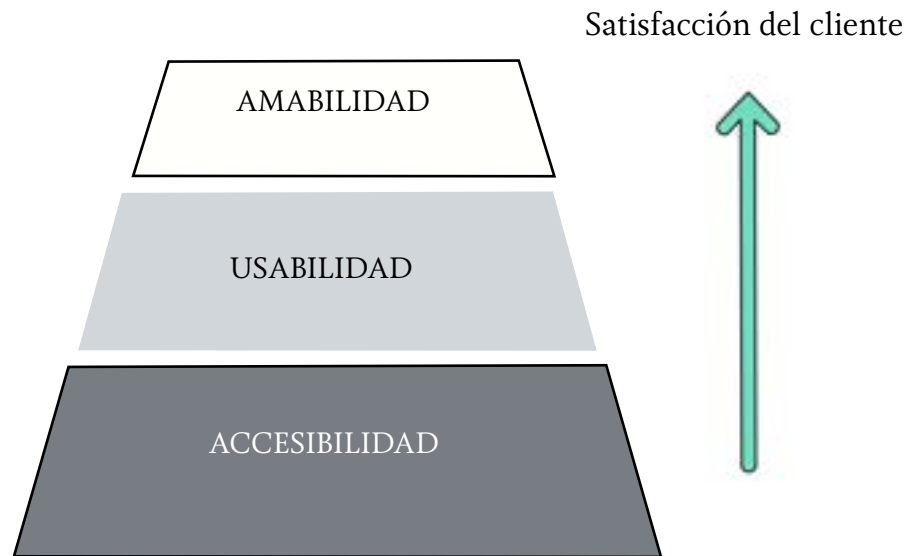 Satisfacción del cliente
AMABILIDAD
USABILIDAD
ACCESIBILIDAD